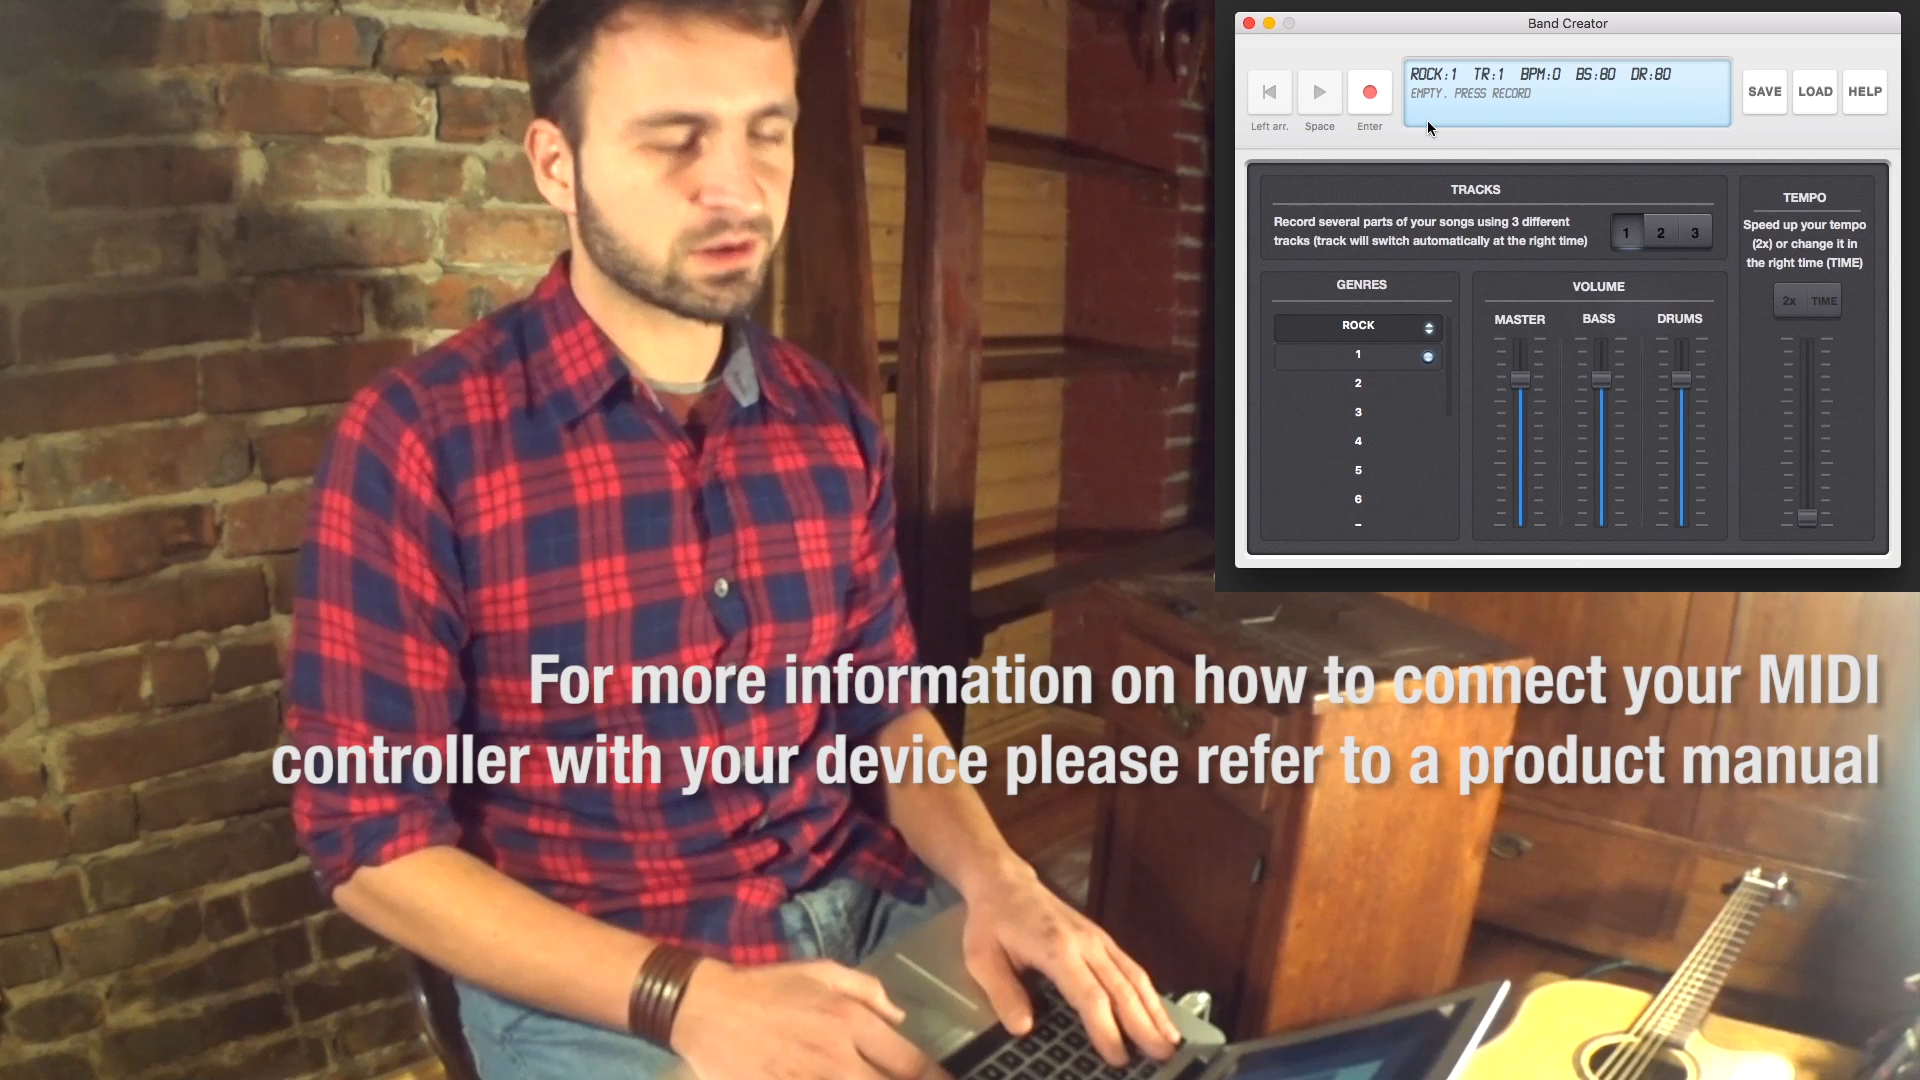 Band Creator
ROCK:1 TR:1 BPM:0 BS:80 DR:80
EMPTY. PRESS RECORD
SAVE LOAD HELP
Left arr. Space Enter
TRACKS
Record several parts of your songs using 3 different
tracks (track will switch automatically at the right time)
1 2 3
TEMPO
Speed up your tempo
(2x) or change it in
the right time (TIME)
2x TIME
GENRES
ROCK
1
2
3
4
5
6
VOLUME
MASTER BASS DRUMS
For more information on how to connect your MIDI
controller with your device please refer to a product manual